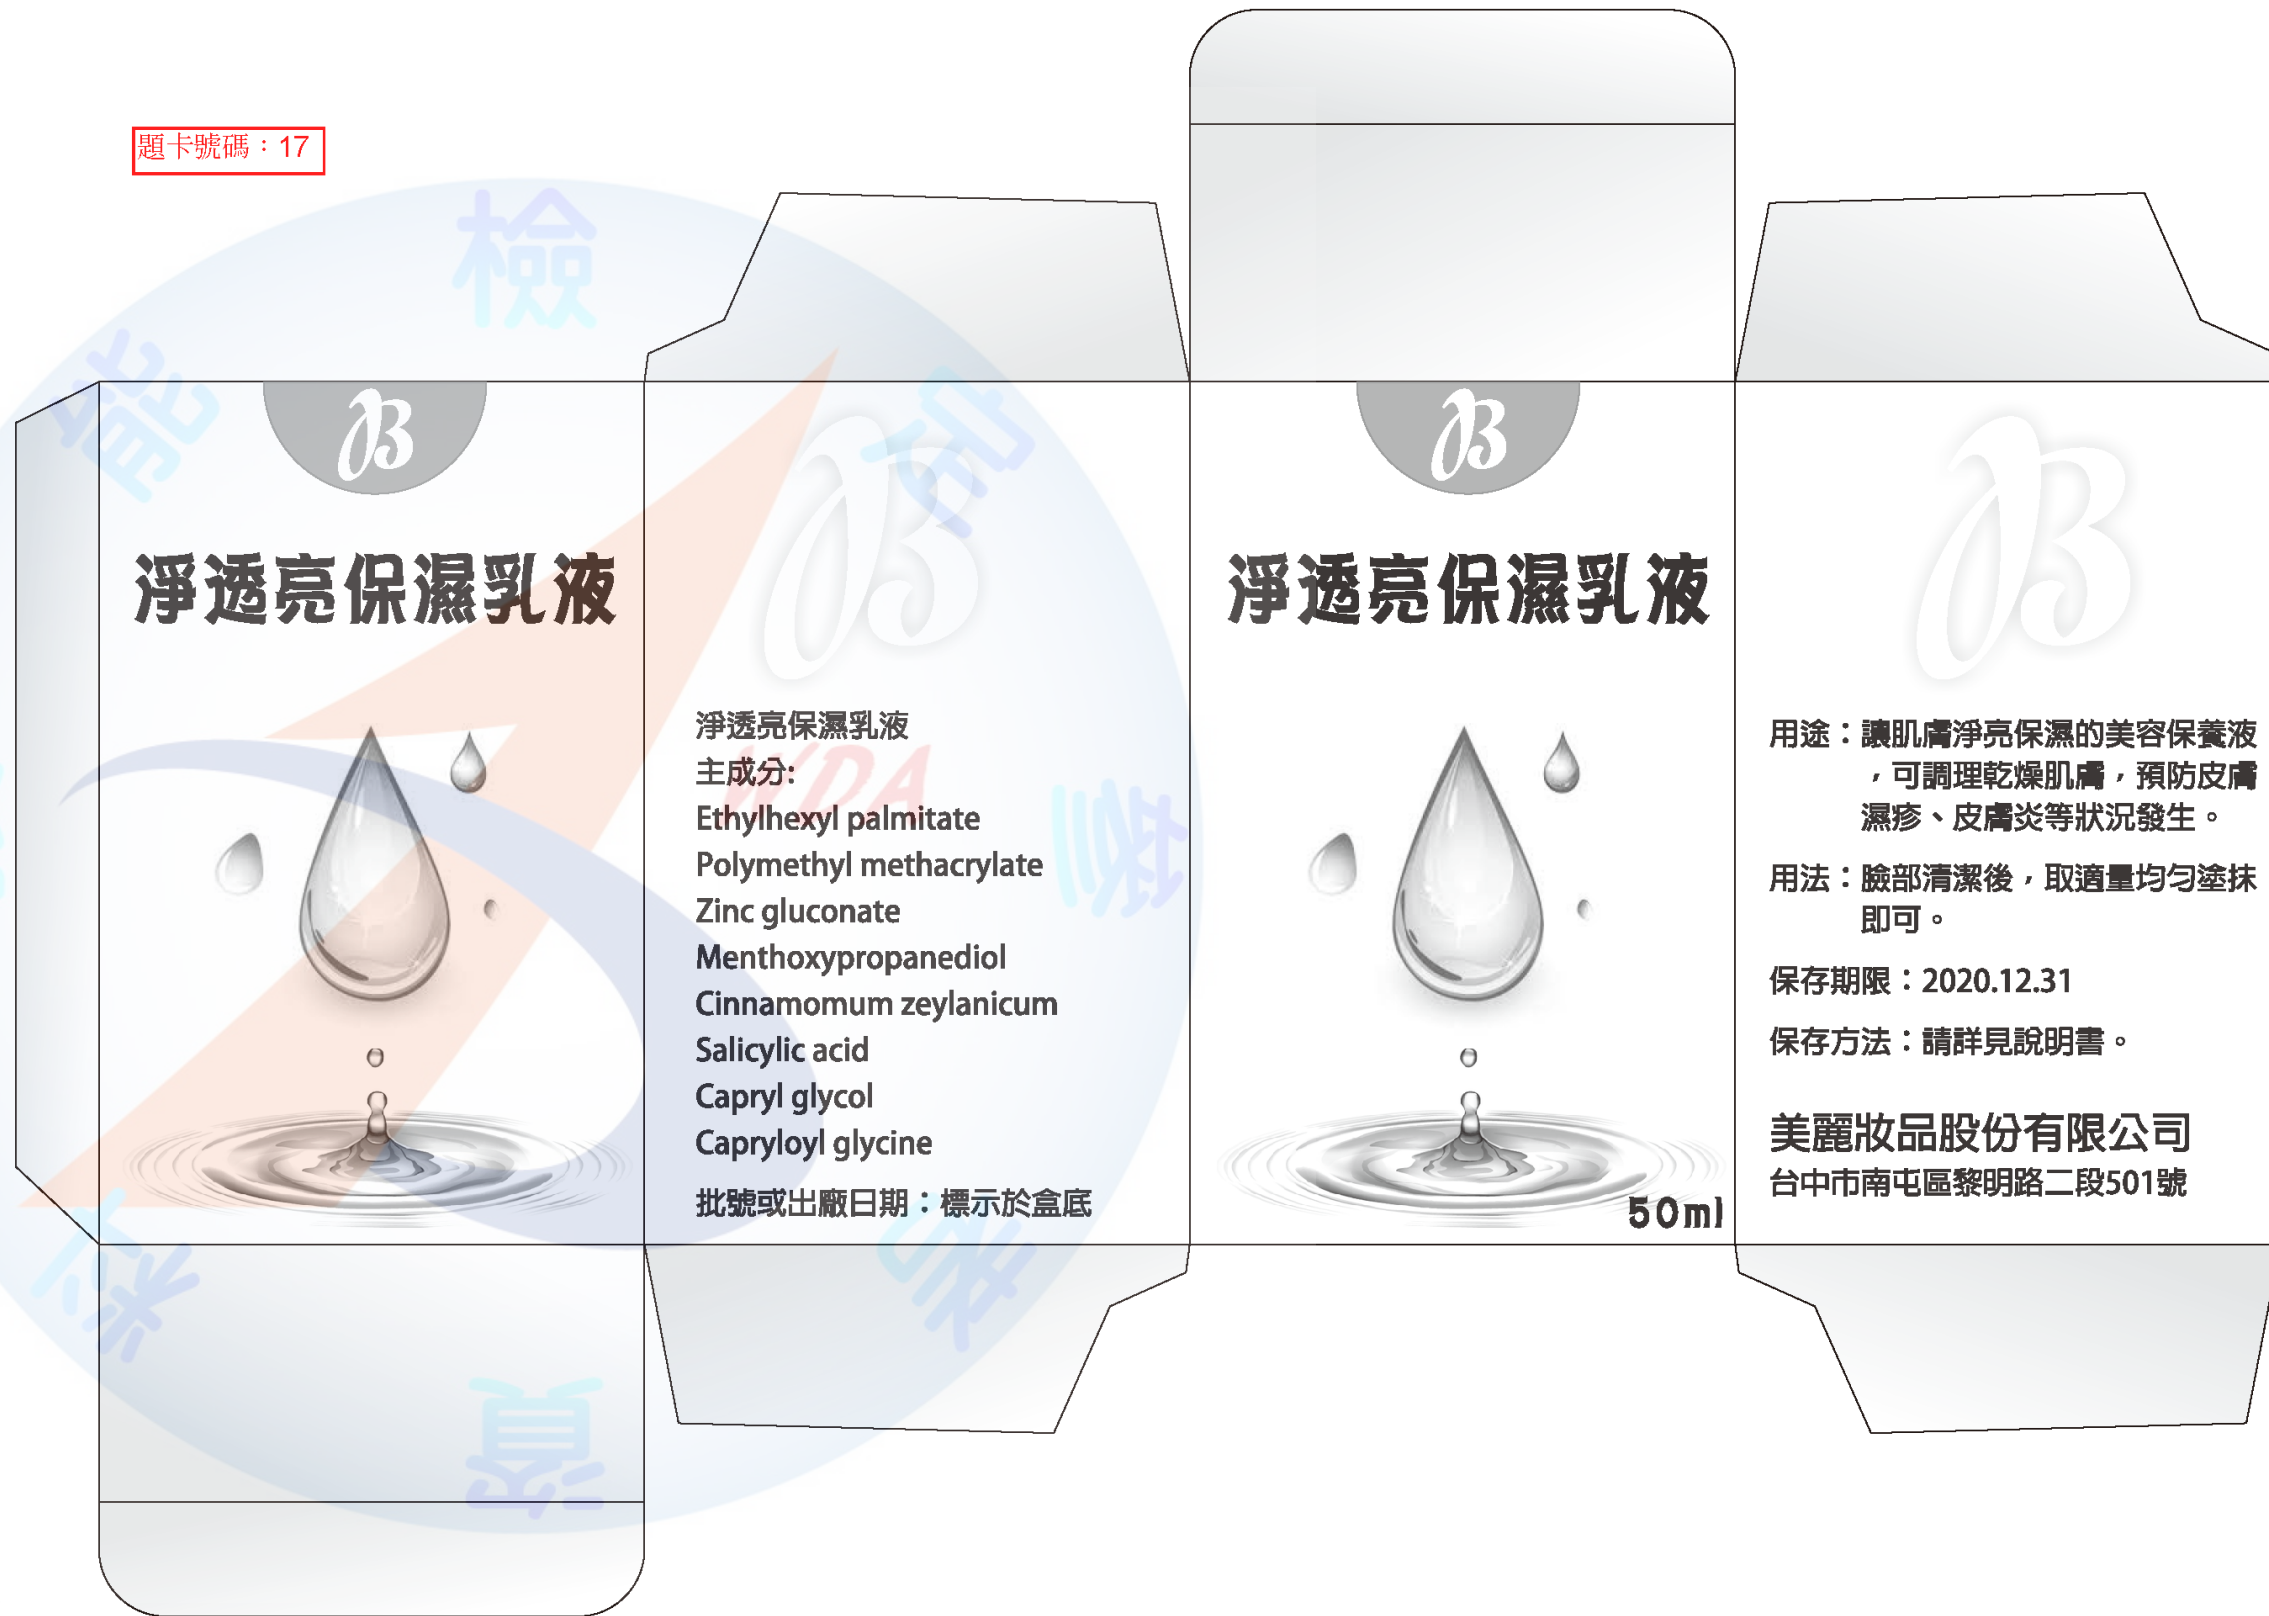 題卡號碼：17
B
淨透亮保濕乳液
B
淨透亮保濕乳液
主成分:
Ethylhexyl palmitate
Polymethyl methacrylate
Zinc gluconate
Menthoxypropanediol
Cinnamomum zeylanicum
Salicylic acid
Capryl glycol
Capryloyl glycine
批號或出廠日期：標示於盒底
B
淨透亮保濕乳液
50ml
B
用途：讓肌膚淨亮保濕的美容保養液
，可調理乾燥肌膚，預防皮膚
濕疹、皮膚炎等狀況發生。
用法：臉部清潔後，取適量均勻塗抹
即可。
保存期限：2020.12.31
保存方法：請詳見說明書。
美麗妝品股份有限公司
台中市南屯區黎明路二段501號
WDA
技能檢定